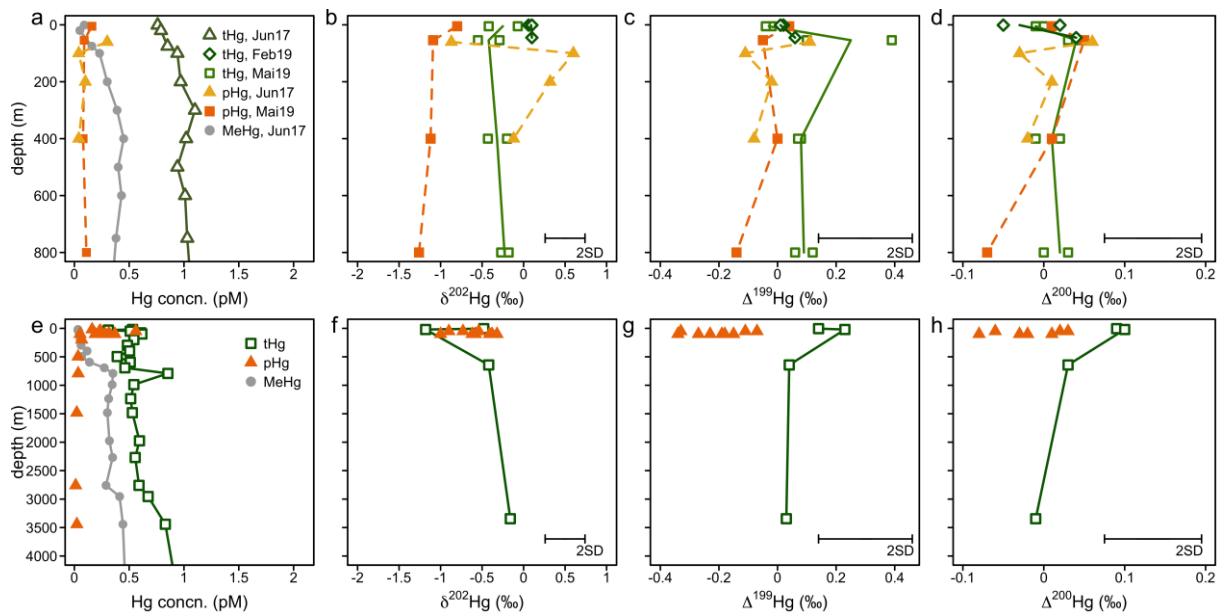 a
b
c
d
0
200
400
600
800
depth (m)
tHg, Jun17
tHg, Feb19
tHg, Mai19
pHg, Jun17
pHg, Mai19
MeHg, Jun17
2SD
2SD
2SD
0 0.5 1 1.5 2
-2 -1.5 -1 -0.5 0 0.5 1
-0.4 -0.2 0 0.2 0.4
-0.1 0 0.1 0.2
Hg concn. (pM)
δ²⁰²Hg (‰)
Δ¹⁹⁹Hg (‰)
Δ²⁰⁰Hg (‰)
e
f
g
h
0
500
1000
1500
2000
2500
3000
3500
4000
depth (m)
tHg
pHg
MeHg
2SD
2SD
2SD
0 0.5 1 1.5 2
-2 -1.5 -1 -0.5 0 0.5 1
-0.4 -0.2 0 0.2 0.4
-0.1 0 0.1 0.2
Hg concn. (pM)
δ²⁰²Hg (‰)
Δ¹⁹⁹Hg (‰)
Δ²⁰⁰Hg (‰)